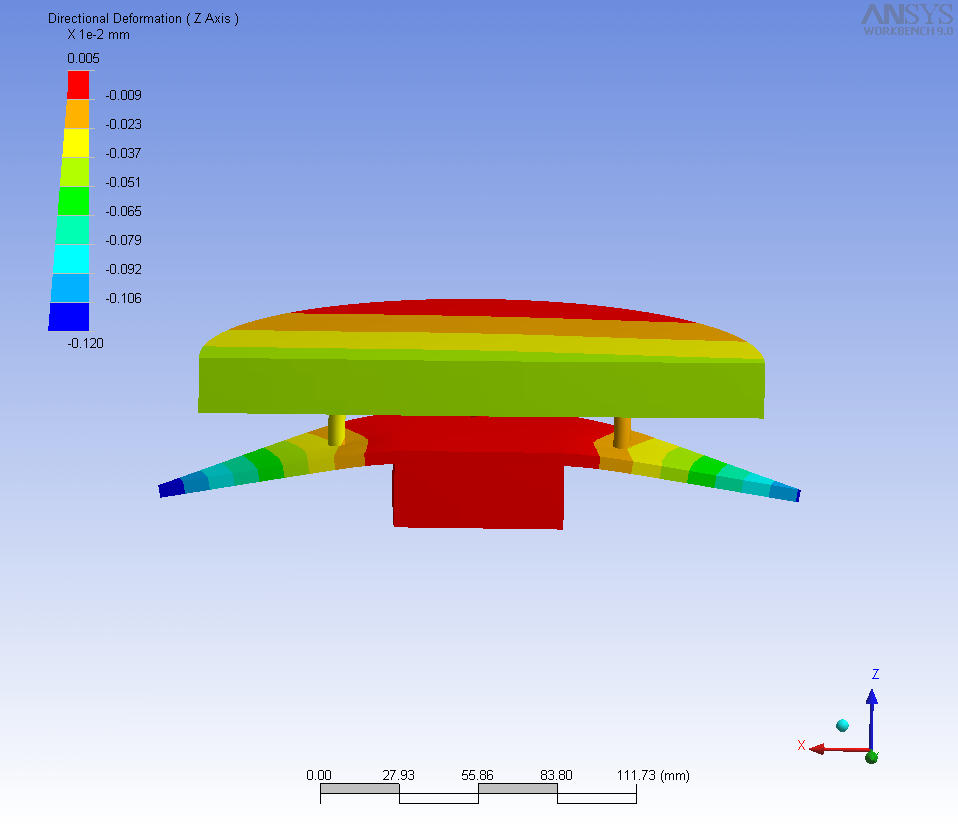 Directional Deformation ( Z Axis )
X 1e-2 mm
0.005
-0.009
-0.023
-0.037
-0.051
-0.065
-0.079
-0.092
-0.106
-0.120
ANSYS
WORKBENCH 9.0
Z
X
0.00 27.93 55.86 83.80 111.73 (mm)